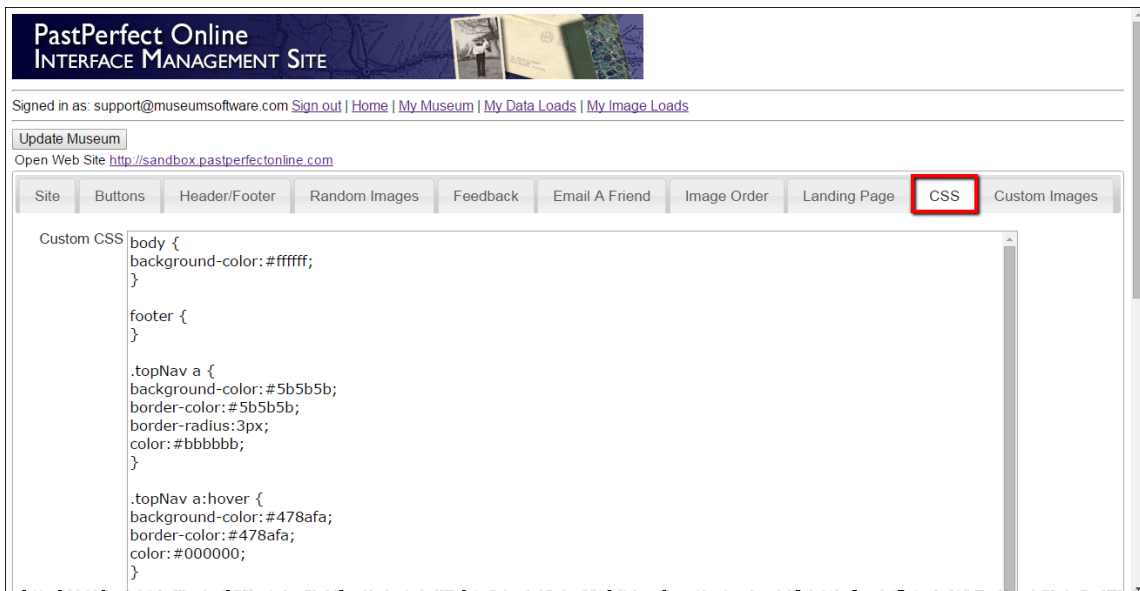 PastPerfect Online
INTERFACE MANAGEMENT SITE
Signed in as: support@museumsoftware.com Sign out | Home | My Museum | My Data Loads | My Image Loads
Update Museum
Open Web Site http://sandbox.pastperfectonline.com
Site Buttons Header/Footer Random Images Feedback Email A Friend Image Order Landing Page CSS Custom Images
Custom CSS body {
background-color:#ffffff;
}
footer {
}
.topNav a {
background-color:#5b5b5b;
border-color:#5b5b5b;
border-radius:3px;
color:#bbbbbb;
}
.topNav a:hover {
background-color:#478afa;
border-color:#478afa;
color:#000000;
}